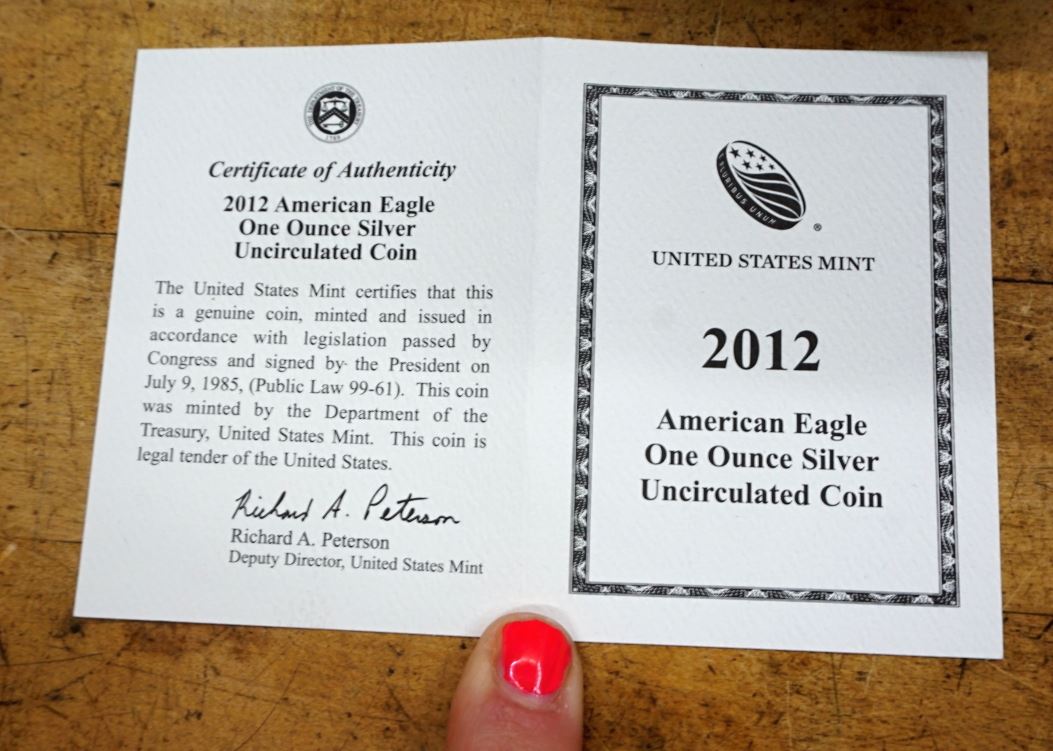 Certificate of Authenticity
2012 American Eagle
One Ounce Silver
Uncirculated Coin
The United States Mint certifies that this
is a genuine coin, minted and issued in
accordance with legislation passed by
Congress and signed by the President on
July 9, 1985, (Public Law 99-61). This coin
was minted by the Department of the
Treasury, United States Mint. This coin is
legal tender of the United States.
Richard A. Peterson
Richard A. Peterson
Deputy Director, United States Mint
PLURIBUS UNUM
®
UNITED STATES MINT
2012
American Eagle
One Ounce Silver
Uncirculated Coin